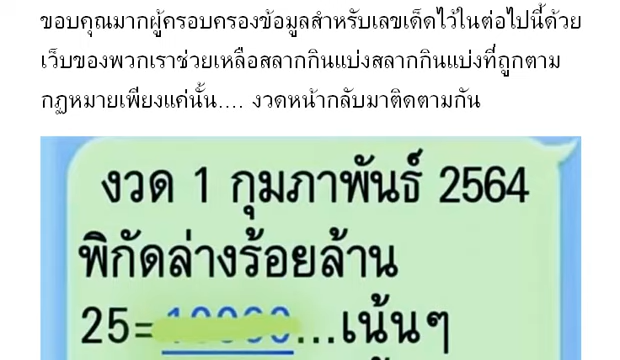 ขอบคุณมากผู้ครอบครองข้อมูลสำหรับเลขเด็ดไว้ในต่อไปนี้ด้วย
เว็บของพวกเราช่วยเหลือสลากกินแบ่งสลากกินแบ่งที่ถูกตาม
กฏหมายเพียงแค่นั้น.... งวดหน้ากลับมาติดตามกัน
งวด 1 กุมภาพันธ์ 2564
พิกัดล่างร้อยล้าน
25= ...เน้นๆ